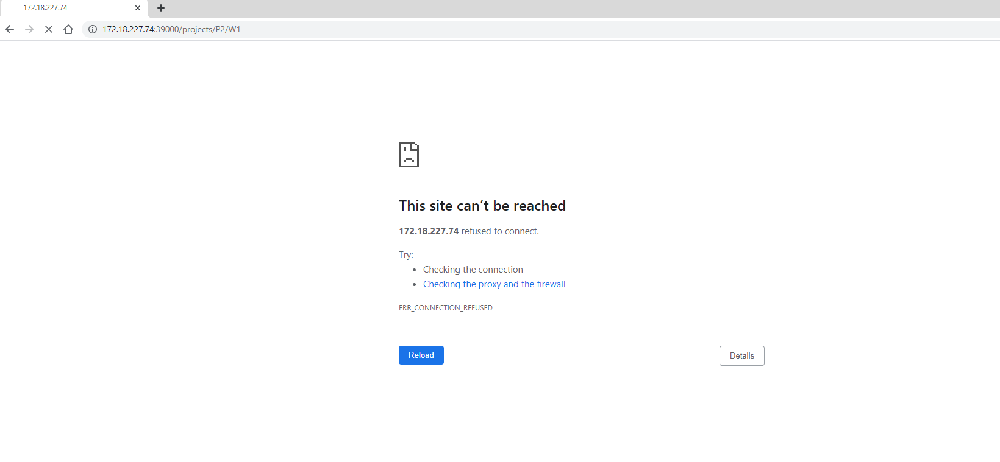 172.18.227.74
172.18.227.74:39000/projects/P2/W1
This site can’t be reached
172.18.227.74 refused to connect.
Try:
• Checking the connection
• Checking the proxy and the firewall
ERR_CONNECTION_REFUSED
Reload
Details